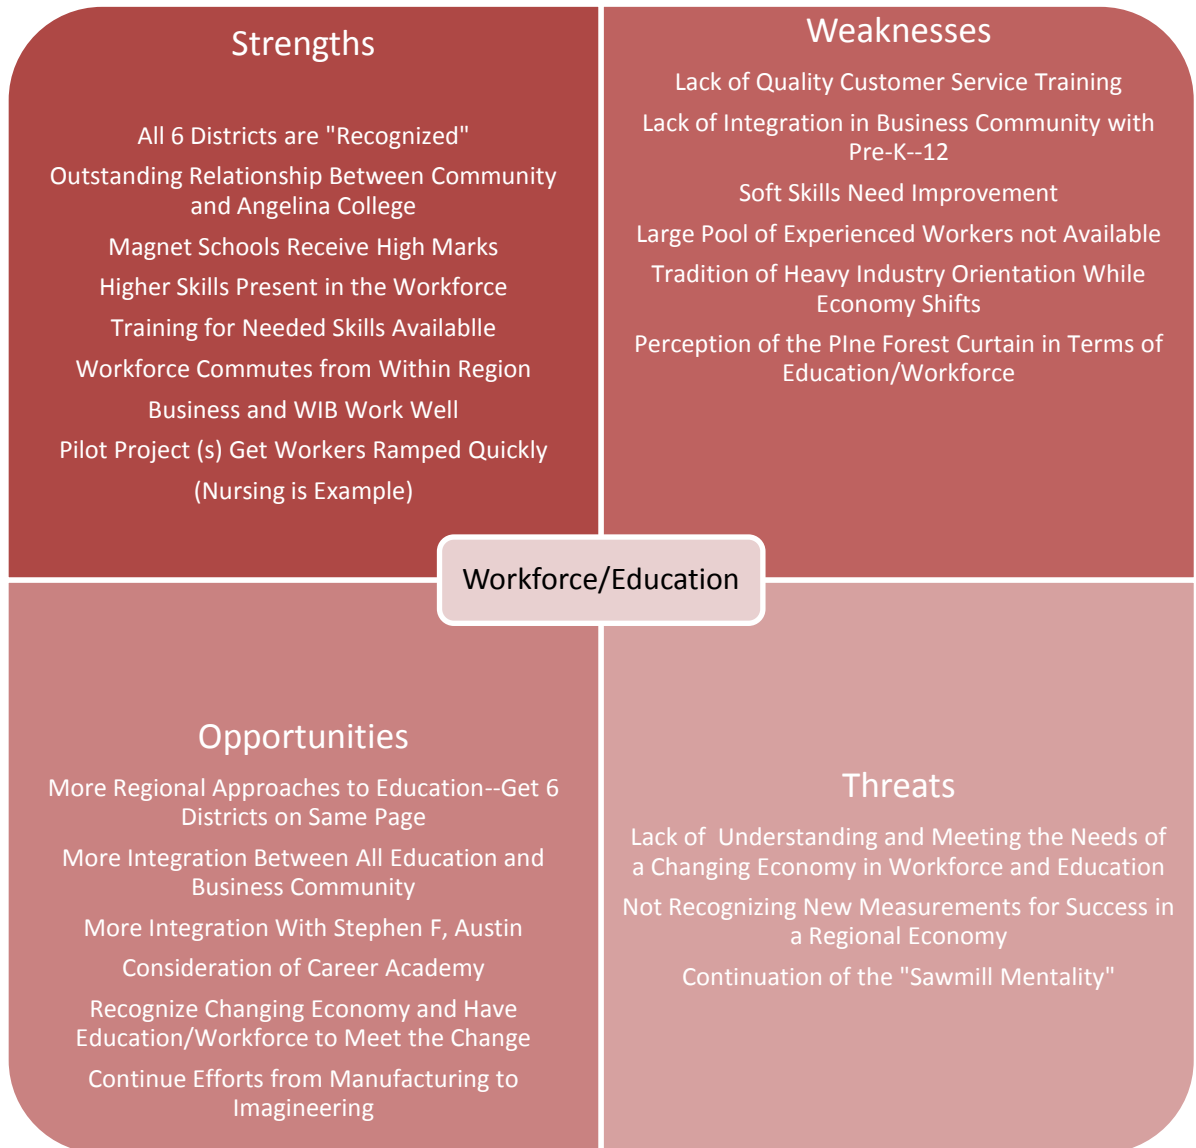 Strengths
All 6 Districts are "Recognized"
Outstanding Relationship Between Community
and Angelina College
Magnet Schools Receive High Marks
Higher Skills Present in the Workforce
Training for Needed Skills Availablle
Workforce Commutes from Within Region
Business and WIB Work Well
Pilot Project (s) Get Workers Ramped Quickly
(Nursing is Example)
Weaknesses
Lack of Quality Customer Service Training
Lack of Integration in Business Community with
Pre-K--12
Soft Skills Need Improvement
Large Pool of Experienced Workers not Available
Tradition of Heavy Industry Orientation While
Economy Shifts
Perception of the PIne Forest Curtain in Terms of
Education/Workforce
Workforce/Education
Opportunities
More Regional Approaches to Education--Get 6
Districts on Same Page
More Integration Between All Education and
Business Community
More Integration With Stephen F, Austin
Consideration of Career Academy
Recognize Changing Economy and Have
Education/Workforce to Meet the Change
Continue Efforts from Manufacturing to
Imagineering
Threats
Lack of  Understanding and Meeting the Needs of
a Changing Economy in Workforce and Education
Not Recognizing New Measurements for Success in
a Regional Economy
Continuation of the "Sawmill Mentality"